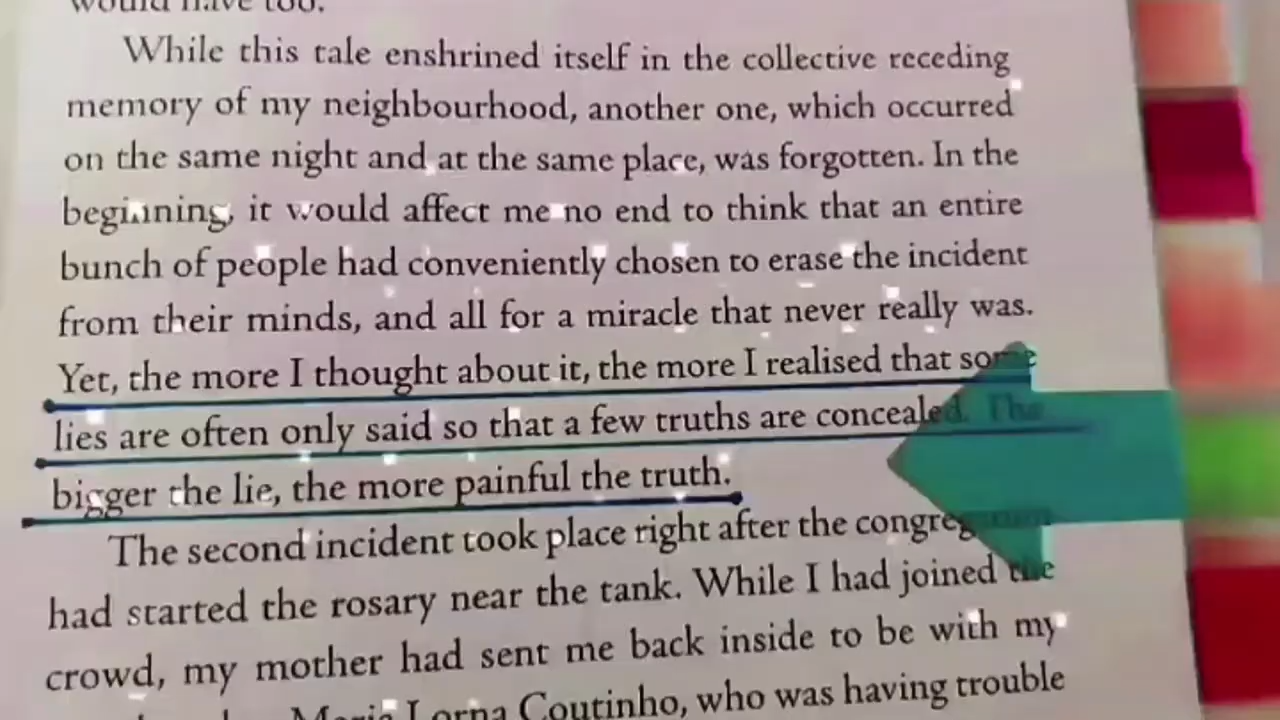 would have too.
While this tale enshrined itself in the collective receding
memory of my neighbourhood, another one, which occurred
on the same night and at the same place, was forgotten. In the
beginning, it would affect me no end to think that an entire
bunch of people had conveniently chosen to erase the incident
from their minds, and all for a miracle that never really was.
Yet, the more I thought about it, the more I realised that some
lies are often only said so that a few truths are concealed. The
bigger the lie, the more painful the truth.
The second incident took place right after the congregation
had started the rosary near the tank. While I had joined the
crowd, my mother had sent me back inside to be with my
Maria Lorna Coutinho, who was having trouble